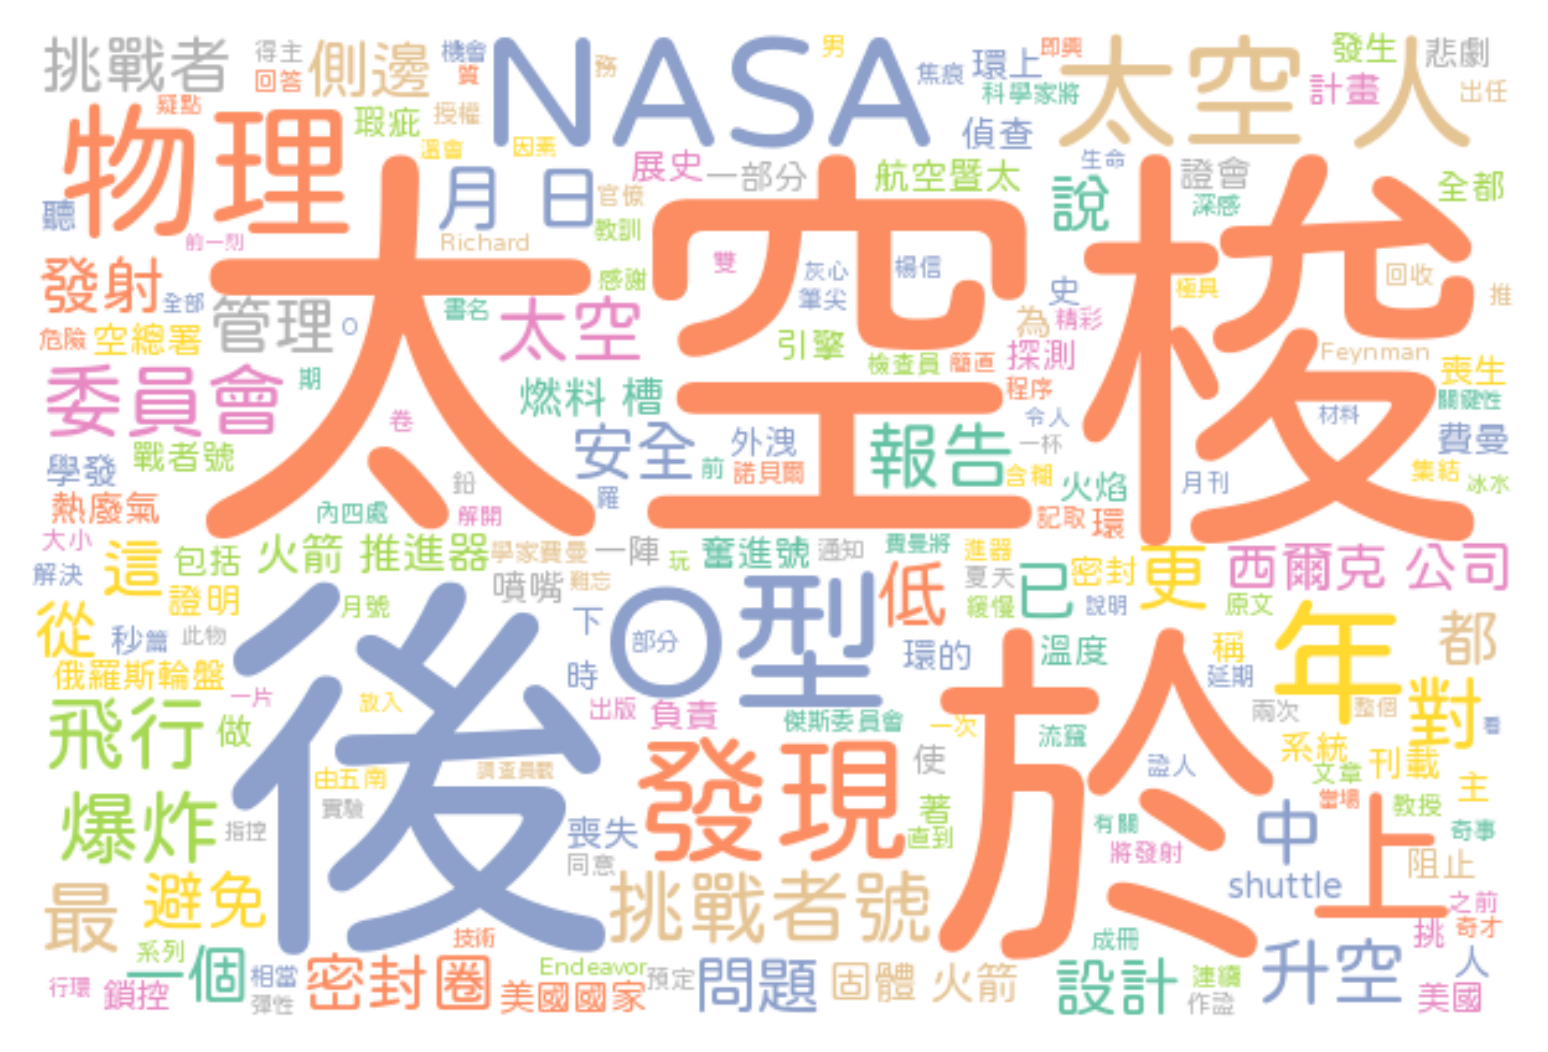 挑戰者 得主 側邊 機會 NASA 務 男 焦痕 環上 即興 太空人 發生 悲劇
回答 質 科學家將 計畫 出任
疑點 瑕疵 授權 偵查
物理 溫會 因素 展史 一部分 航空暨太 生命 證會
月 日 官僚 說 深感 全都
聽 教訓
前一刻 Richard 太空梭 雙 灰心 楊信 回收
發射 全部 感謝 筆尖 史 極具 推
管理 O 書名 太空 為 精彩
危險 空總署 引擎 探測 Feynman
委員會 期 檢查員 簡直 喪生
燃料 槽 程序 關鍵性
卷 令人 材料
戰者號 安全 外洩 報告 一杯 費曼
學發 前 諾貝爾 含糊 集結
鉛 羅 火焰 月刊 冰水
熱廢氣 內四處 解開 記取 環
大小 這 火箭 推進器 學家費曼 一陣 奮進號 通知 費曼將 進器 更 西爾克 公司
解決 包括 噴嘴 難忘 玩 低 夏天 已 密封
從 證明 月號 後 O型 緩慢 說明 原文 年
秒 篇 此物 下 部分 都
俄羅斯輪盤 時 環的 溫度 稱
一片 放入 於 延期
飛行 做 出版 負責 傑斯委員會 一次 兩次 整個 對 看
流竄 系統
由五南 調查員觀 發現 使 證人 文章 刊載
實驗 當場 主
爆炸 指控 喪失 著 有關 中 上 教授
直到 奇事
同意 將發射 阻止
最 避免 挑戰者號 shuttle 之前
技術 成冊 挑 奇才
系列 一個 相當 密封 圈 Endeavor 預定 問題 固體 火箭 設計 連續 升空 人
行環 鎖控 彈性 美國國家 作證 美國